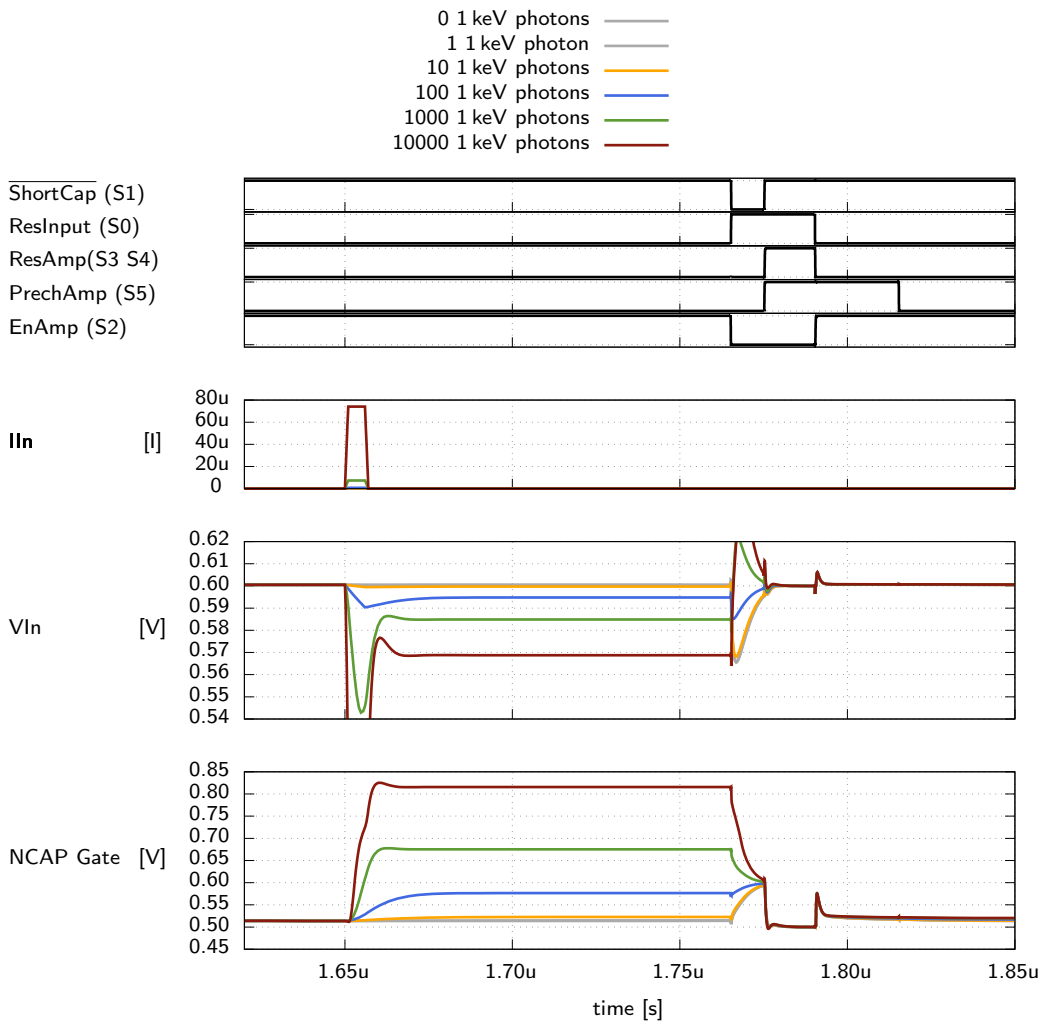 0 1 keV photons
1 1 keV photon
10 1 keV photons
100 1 keV photons
1000 1 keV photons
10000 1 keV photons
ShortCap (S1)
ResInput (S0)
ResAmp(S3 S4)
PrechAmp (S5)
EnAmp (S2)
80u
60u
IIn [I]
40u
20u
0
0.62
0.61
0.60
0.59
VIn [V]
0.58
0.57
0.56
0.55
0.54
0.85
0.80
0.75
0.70
NCAP Gate [V]
0.65
0.60
0.55
0.50
0.45
1.65u 1.70u 1.75u 1.80u 1.85u
time [s]